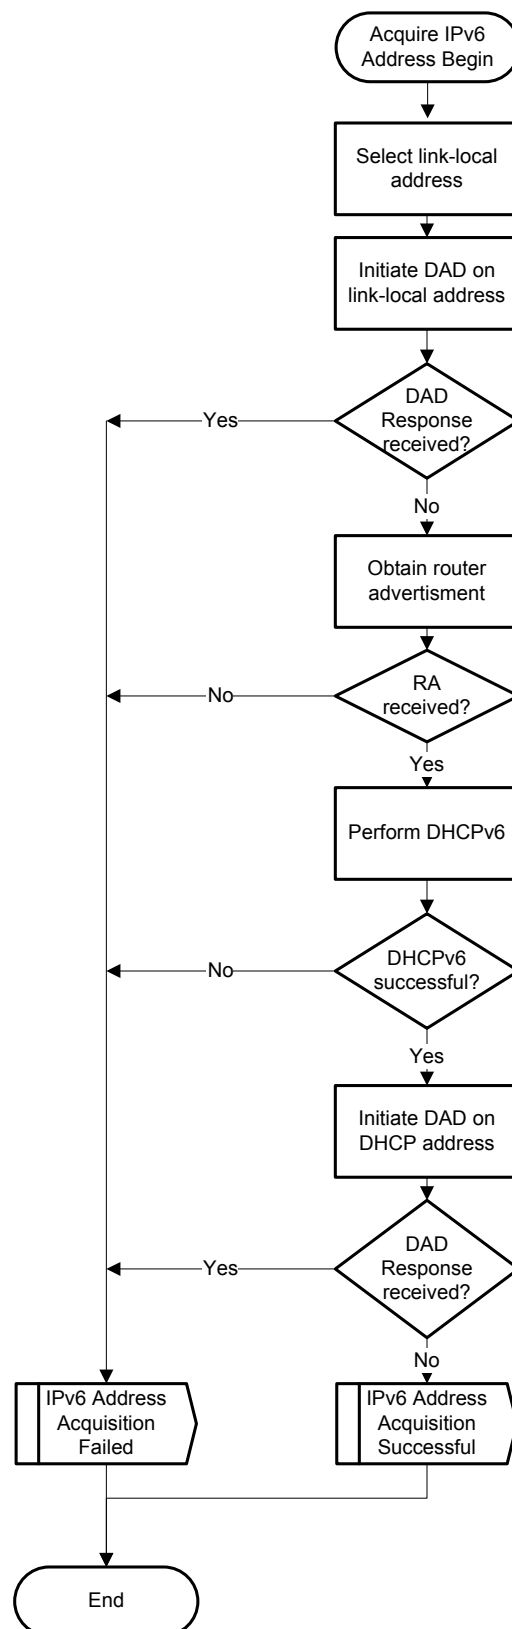 Acquire IPv6
Address Begin
Select link-local
address
Initiate DAD on
link-local address
DAD
Response
received?
Yes
No
Obtain router
advertisment
RA
received?
No
Yes
Perform DHCPv6
DHCPv6
successful?
No
Yes
Initiate DAD on
DHCP address
DAD
Response
received?
Yes
No
IPv6 Address
Acquisition
Failed
IPv6 Address
Acquisition
Successful
End